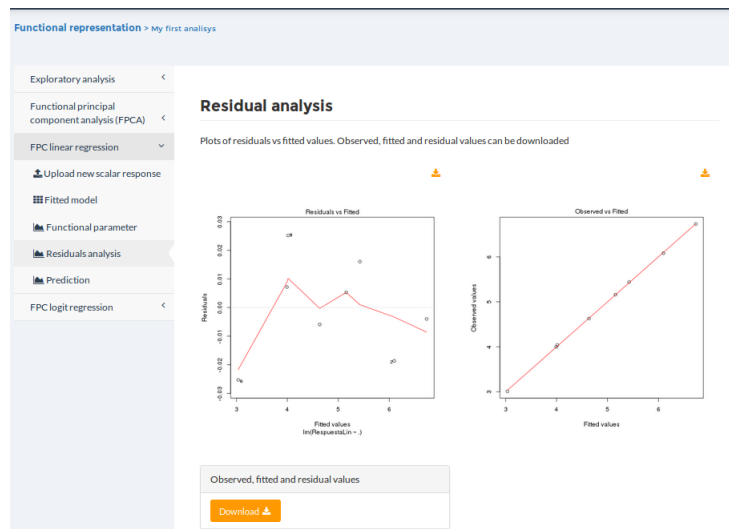 Functional representation > My first analisys
Exploratory analysis
Functional principal
component analysis (FPCA)
FPC linear regression
Upload new scalar response
Fitted model
Functional parameter
Residuals analysis
Prediction
FPC logit regression
Residual analysis
Plots of residuals vs fitted values. Observed, fitted and residual values can be downloaded
Residuals vs Fitted
Residuals
0.03
0.02
0.01
0.00
-0.01
-0.02
-0.03
3 4 5 6
Fitted values
lm(RespuestaLin ~ .)
Observed vs Fitted
Observed values
6
5
4
3
3 4 5 6
Fitted values
Observed, fitted and residual values
Download